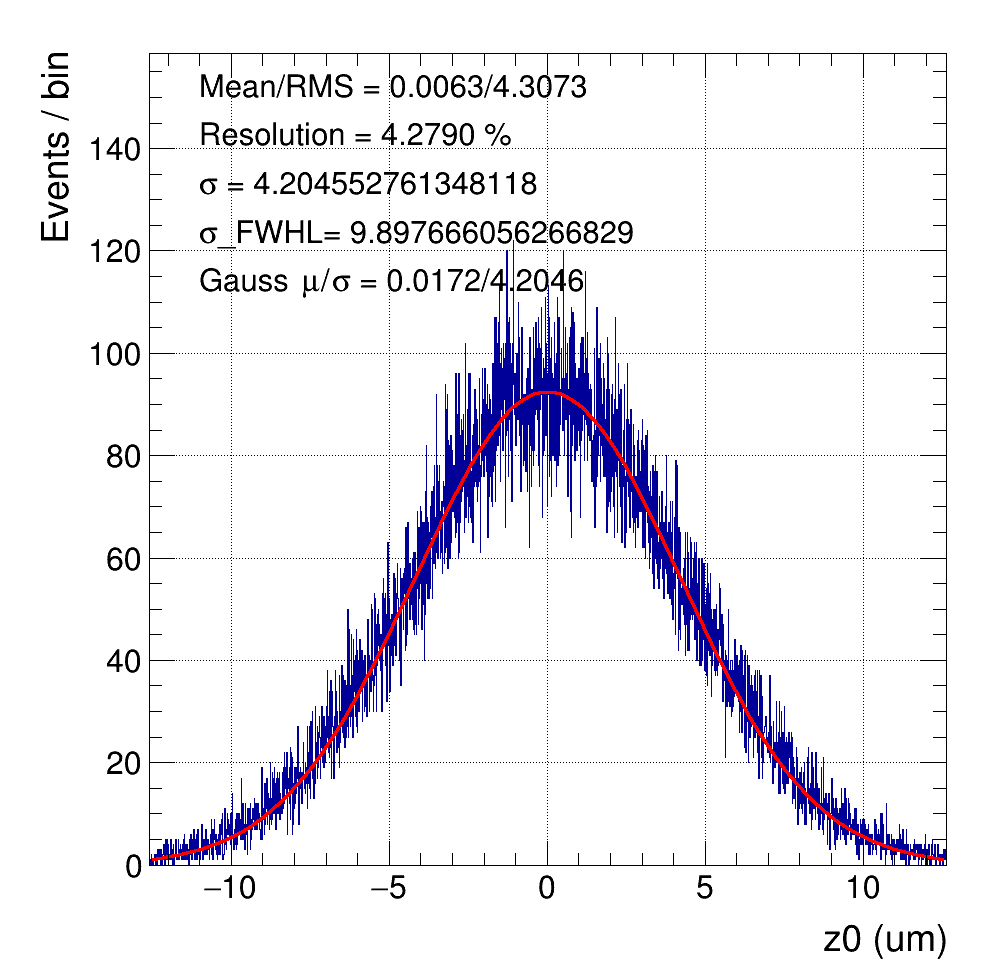 Events / bin
Mean/RMS = 0.0063/4.3073
Resolution = 4.2790 %
σ = 4.204552761348118
σ_FWHL= 9.897666056266829
Gauss μ/σ = 0.0172/4.2046
140
120
100
80
60
40
20
0
−10 −5 0 5 10
z0 (um)